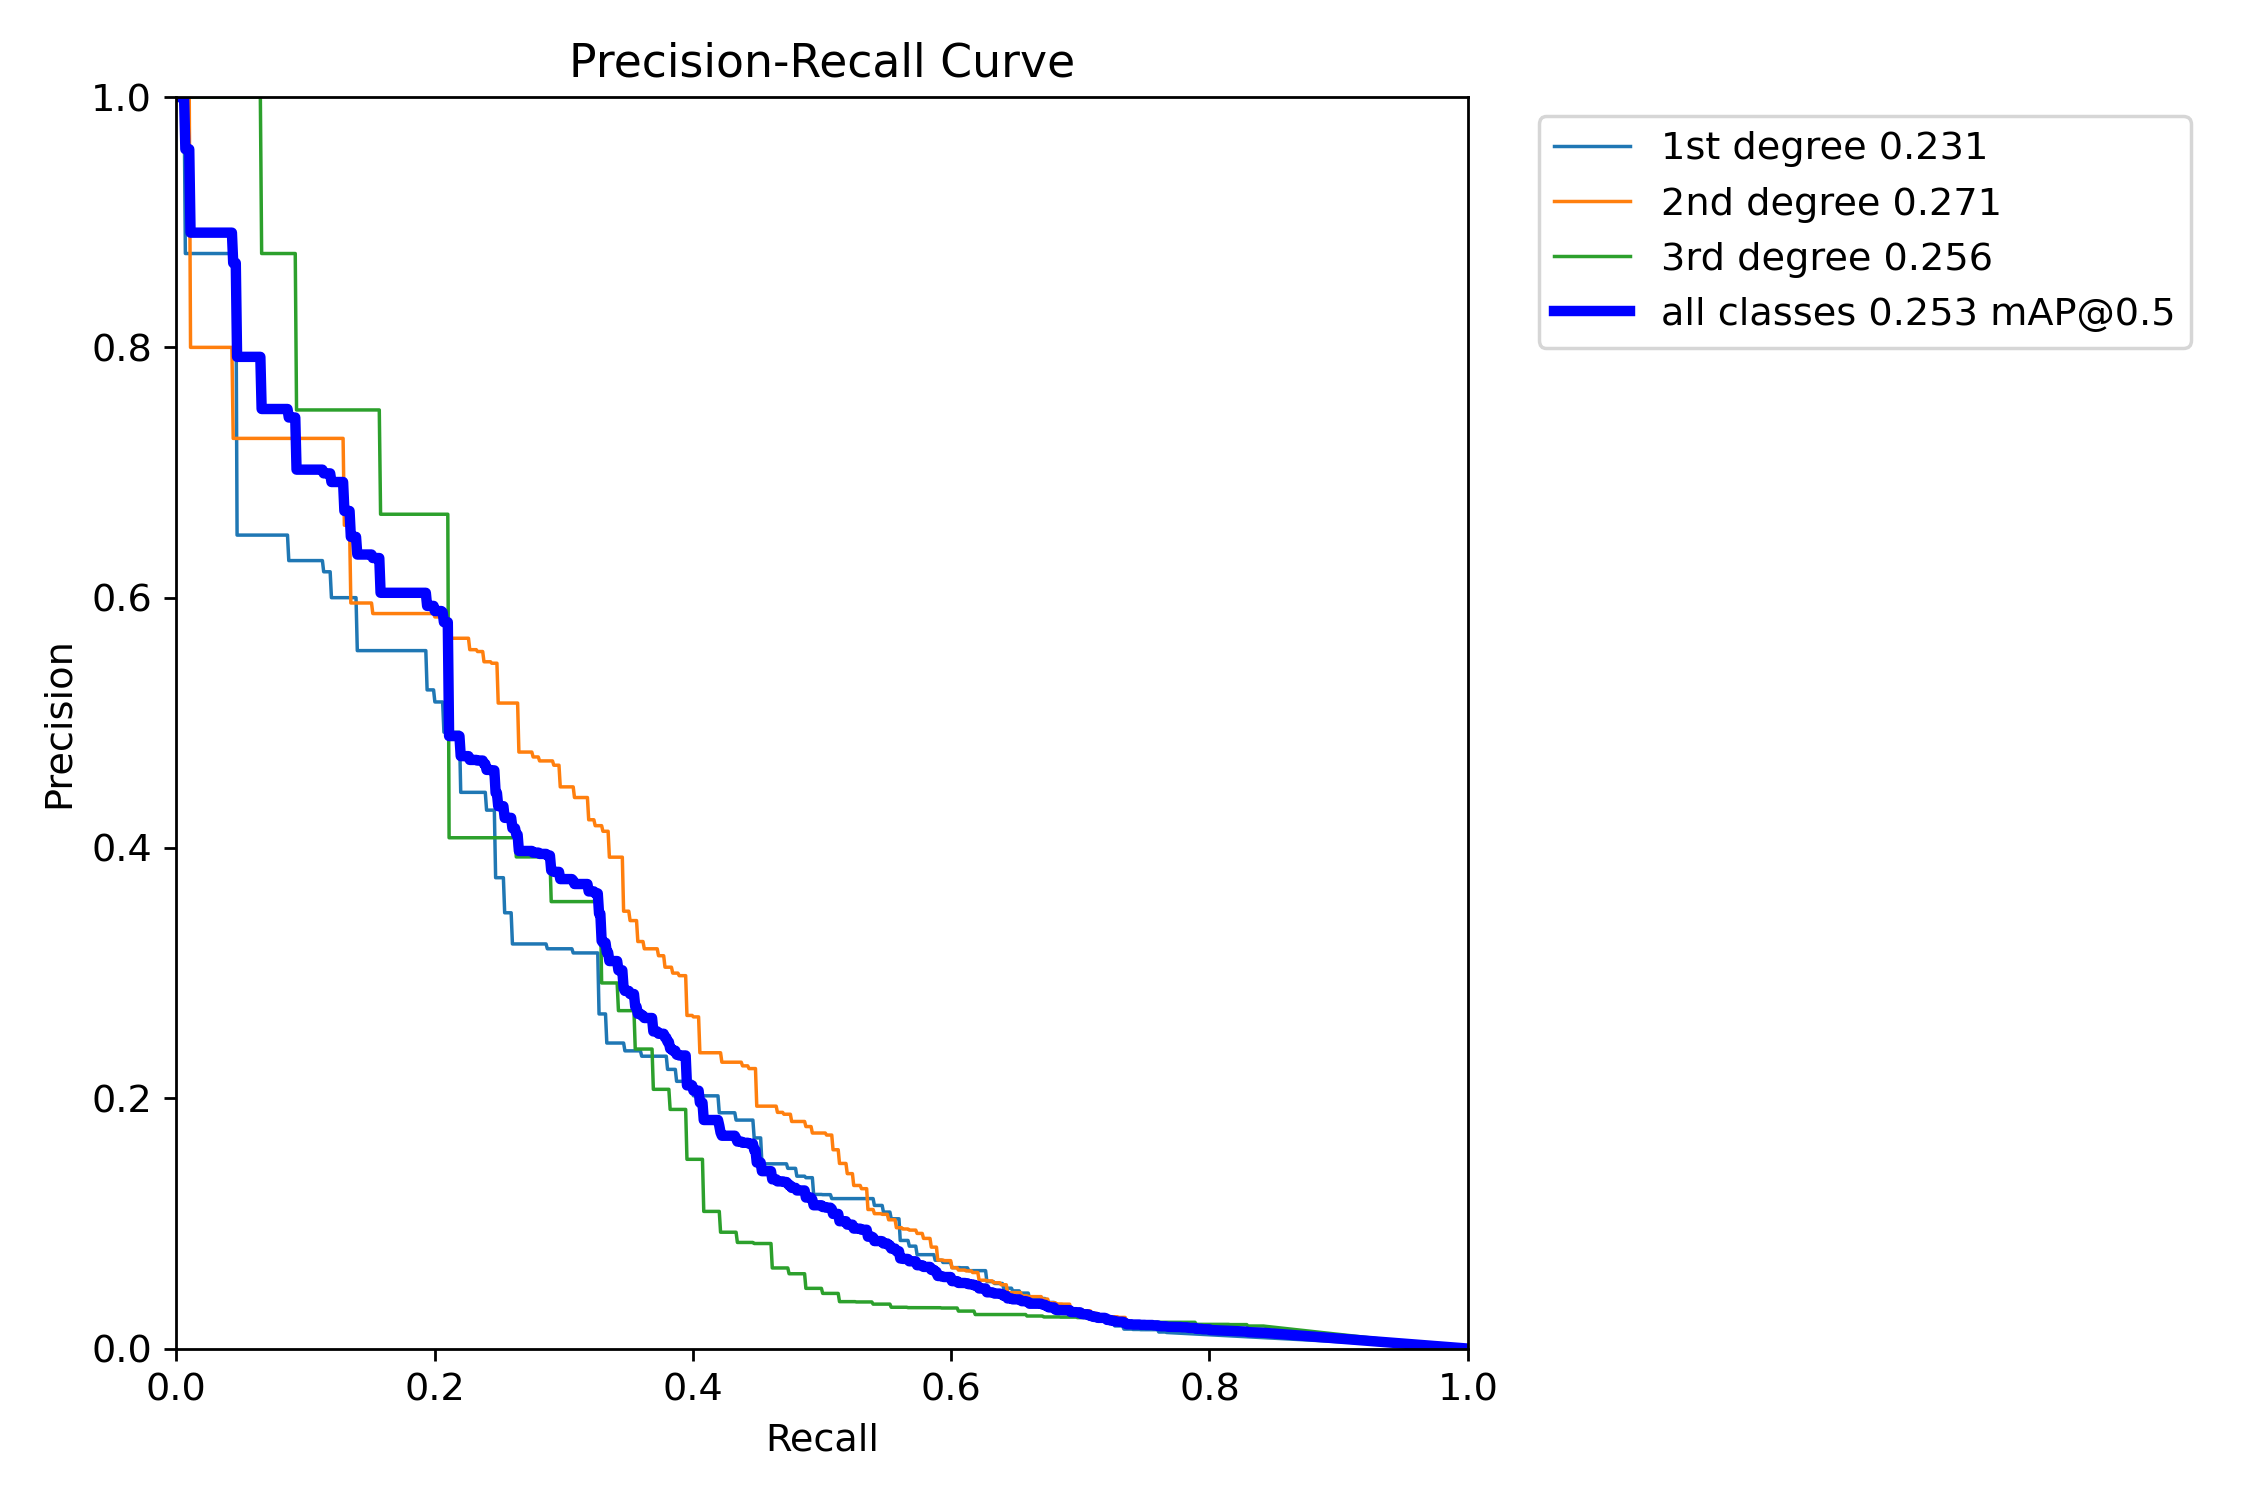 Precision-Recall Curve
1.0
0.8
0.6
0.4
0.2
0.0
Precision
0.0 0.2 0.4 0.6 0.8 1.0
Recall
1st degree 0.231
2nd degree 0.271
3rd degree 0.256
all classes 0.253 mAP@0.5